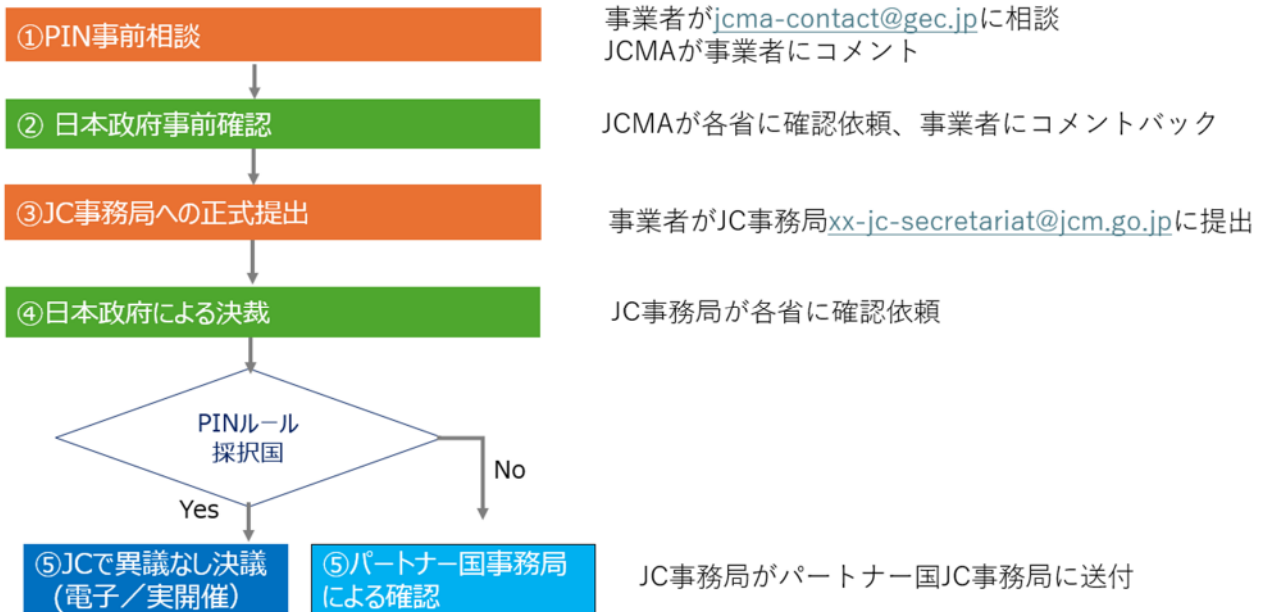 ①PIN事前相談
事業者がjcma-contact@gec.jpに相談
JCMAが事業者にコメント
② 日本政府事前確認
JCMAが各省に確認依頼、事業者にコメントバック
③JC事務局への正式提出
事業者がJC事務局xx-jc-secretariat@jcm.go.jpに提出
④日本政府による決裁
JC事務局が各省に確認依頼
PINルール
採択国
No
Yes
⑤JCで異議なし決議
(電子／実開催）
⑤パートナー国事務局
による確認
JC事務局がパートナー国JC事務局に送付